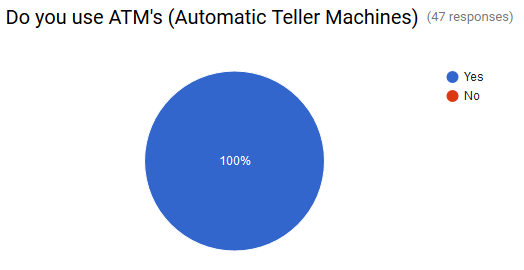 Do you use ATM's (Automatic Teller Machines) (47 responses)
Yes
No
100%